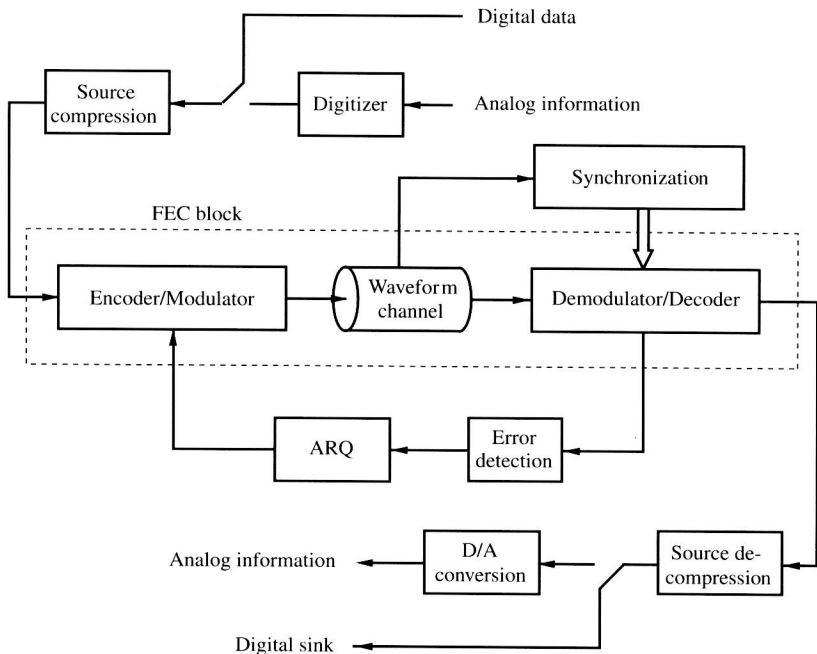 Digital data
Source
compression
Digitizer
Analog information
Synchronization
FEC block
Encoder/Modulator
Waveform
channel
Demodulator/Decoder
ARQ
Error
detection
Analog information
D/A
conversion
Source de-
compression
Digital sink